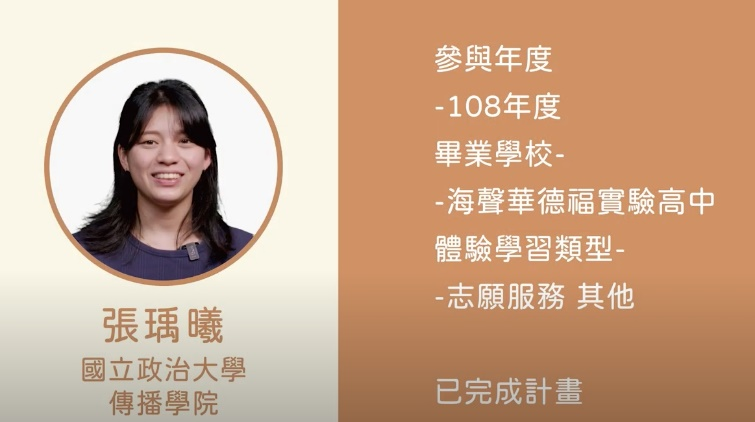 張瑀曦
國立政治大學
傳播學院
參與年度
-108年度
畢業學校-
-海聲華德福實驗高中
體驗學習類型-
-志願服務 其他
已完成計畫